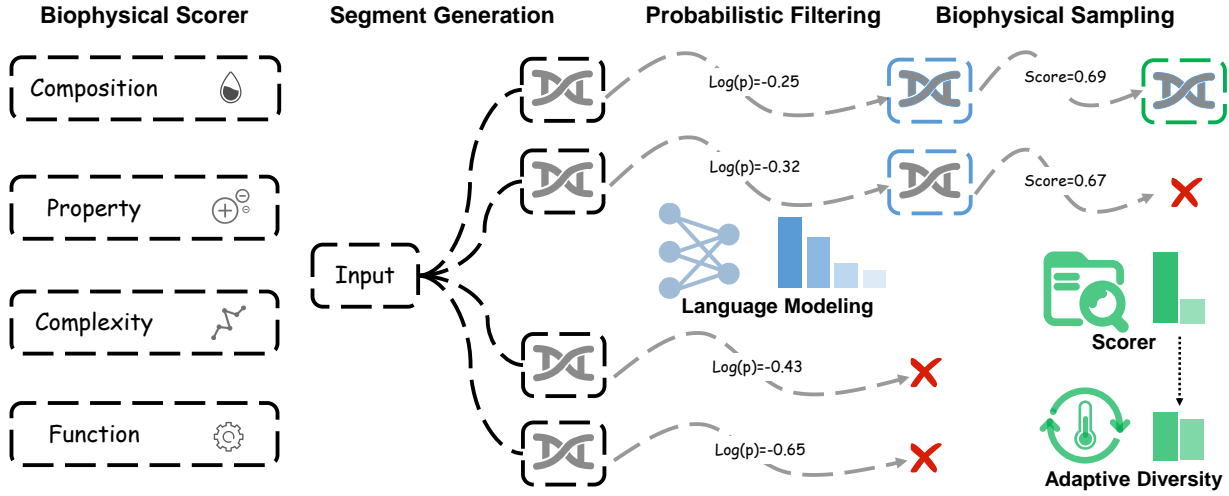 Biophysical Scorer
Segment Generation
Probabilistic Filtering
Biophysical Sampling
Composition
Property
Complexity
Function
Input
Log(p)=-0.25
Log(p)=-0.32
Language Modeling
Log(p)=-0.43
Log(p)=-0.65
Score=0.69
Score=0.67
Scorer
Adaptive Diversity